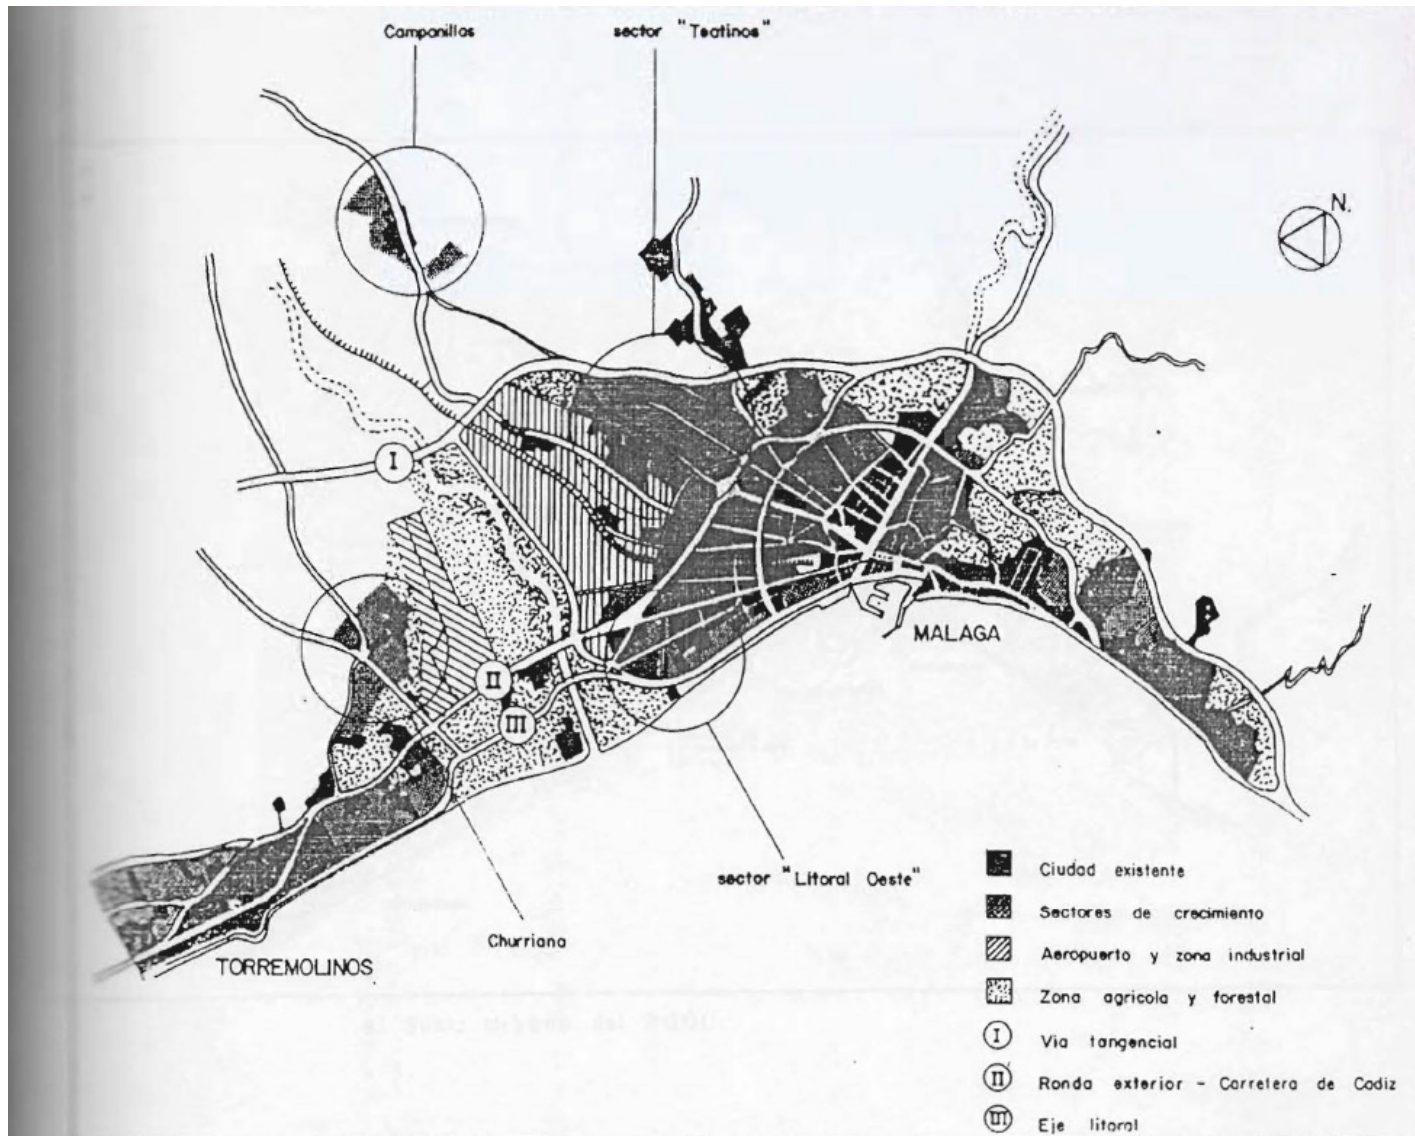 Campanillas
sector "Teatinos"
N.
I
II
III
MALAGA
sector "Litoral Oeste"
Churriana
TORREMOLINOS
Ciudad existente
Sectores de crecimiento
Aeropuerto y zona industrial
Zona agricola y forestal
I Via tangencial
II Ronda exterior - Carretera de Cadiz
III Eje litoral